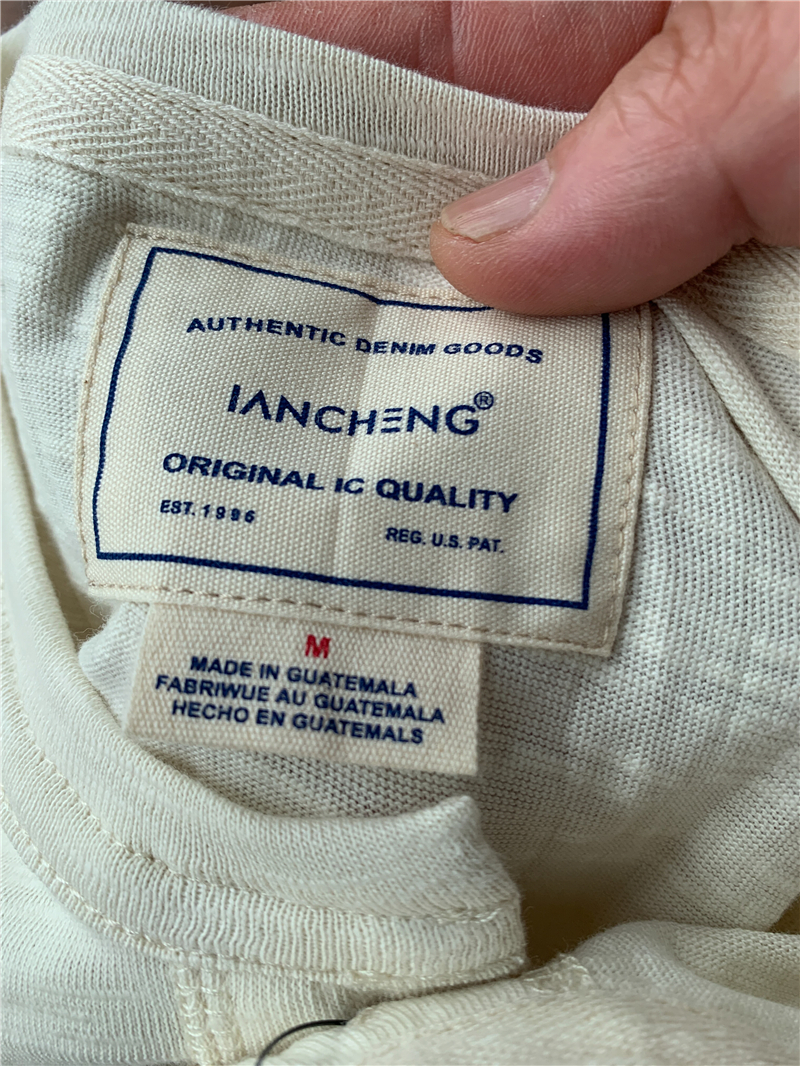 AUTHENTIC DENIM GOODS
IANCHENG®
ORIGINAL IC QUALITY
EST. 1996
REG. U.S. PAT.
M
MADE IN GUATEMALA
FABRIWUE AU GUATEMALA
HECHO EN GUATEMALS